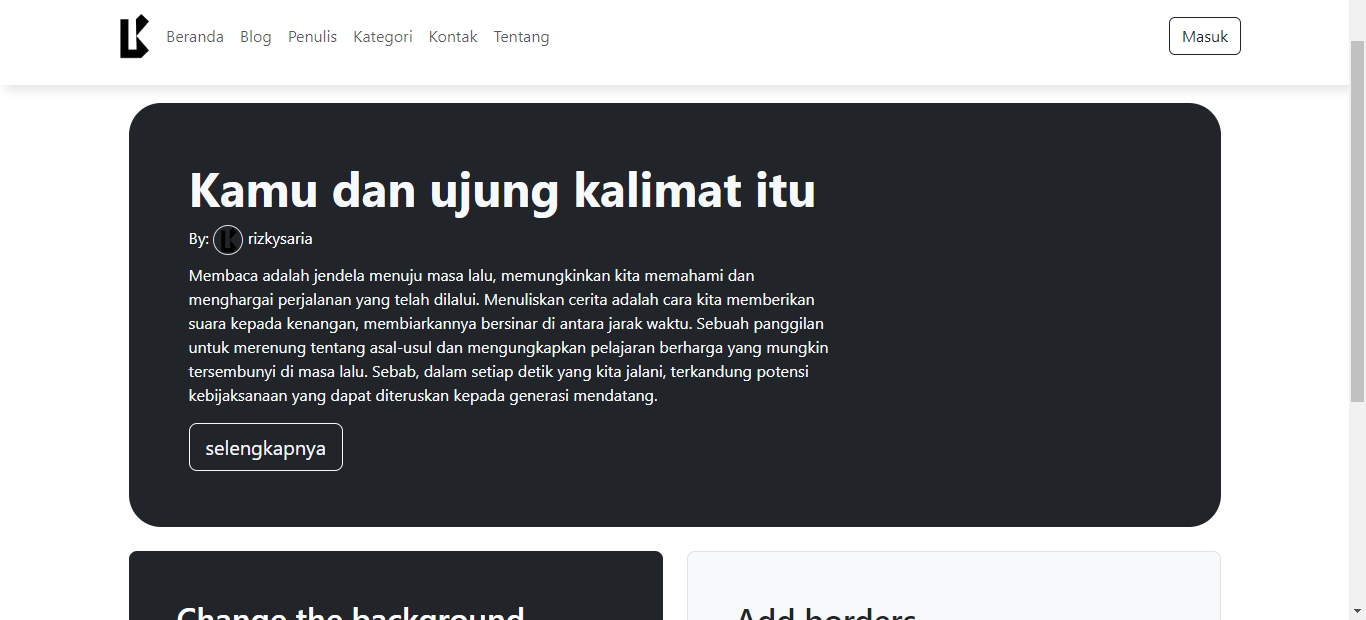 Beranda Blog Penulis Kategori Kontak Tentang Masuk
Kamu dan ujung kalimat itu
By: rizkysaria
Membaca adalah jendela menuju masa lalu, memungkinkan kita memahami dan
menghargai perjalanan yang telah dilalui. Menuliskan cerita adalah cara kita memberikan
suara kepada kenangan, membiarkannya bersinar di antara jarak waktu. Sebuah panggilan
untuk merenung tentang asal-usul dan mengungkapkan pelajaran berharga yang mungkin
tersembunyi di masa lalu. Sebab, dalam setiap detik yang kita jalani, terkandung potensi
kebijaksanaan yang dapat diteruskan kepada generasi mendatang.
selengkapnya
Change the background
Add borders